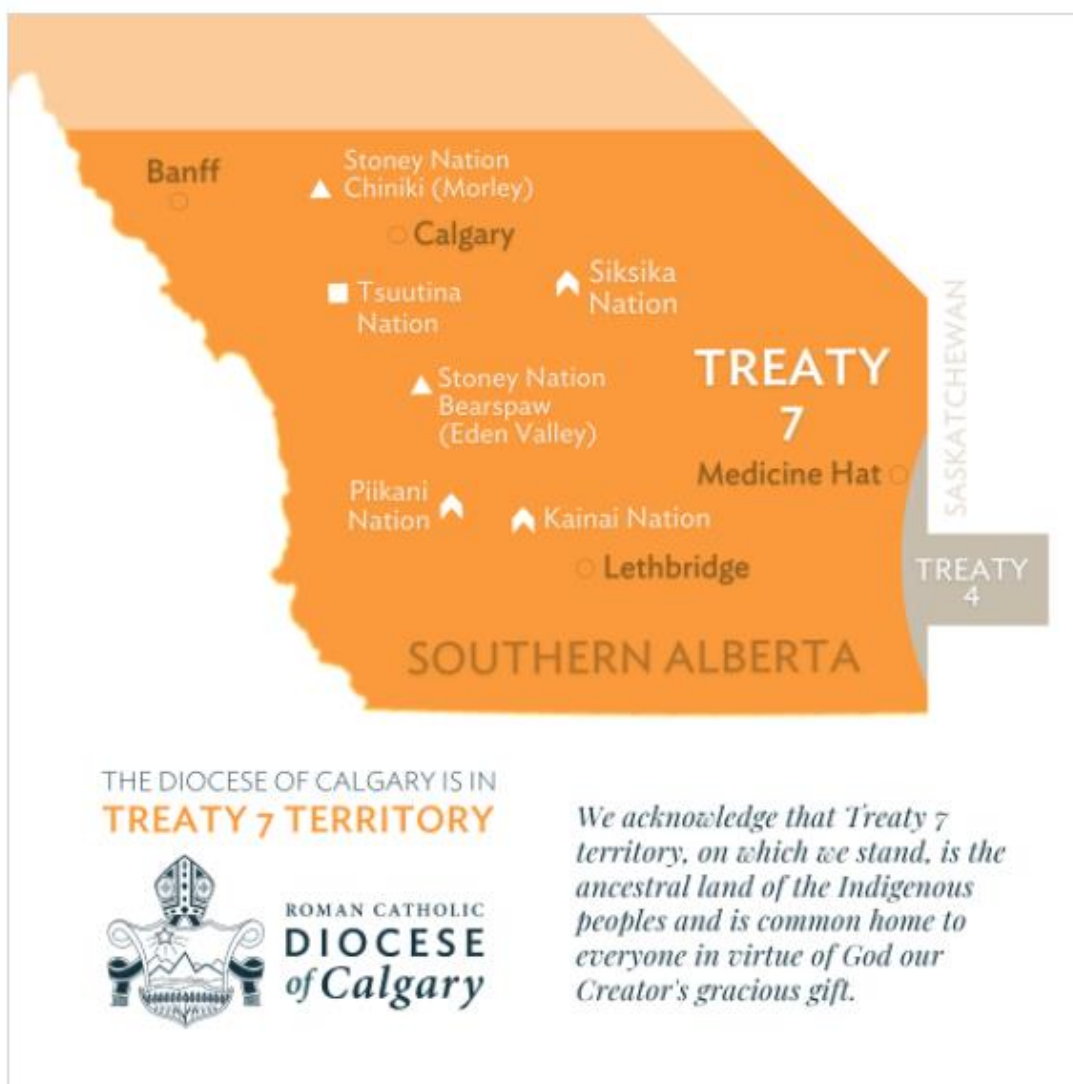 Banff
Stoney Nation
Chiniki (Morley)
Calgary
Siksika
Nation
Tsuutina
Nation
TREATY
7
Stoney Nation
Bearspaw
(Eden Valley)
SASKATCHEWAN
Medicine Hat
Piikani
Nation
Kainai Nation
Lethbridge
TREATY
4
SOUTHERN ALBERTA
THE DIOCESE OF CALGARY IS IN
TREATY 7 TERRITORY
ROMAN CATHOLIC
DIOCESE
of Calgary
We acknowledge that Treaty 7
territory, on which we stand, is the
ancestral land of the Indigenous
peoples and is common home to
everyone in virtue of God our
Creator's gracious gift.